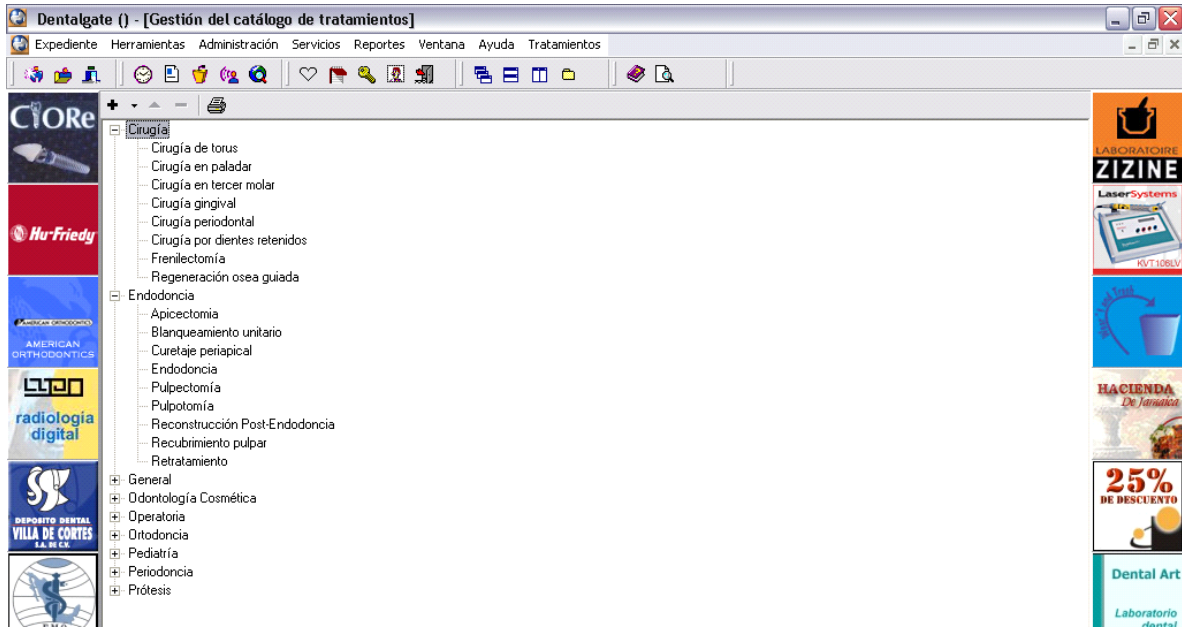 Dentalgate () - [Gestión del catálogo de tratamientos]
Expediente Herramientas Administración Servicios Reportes Ventana Ayuda Tratamientos
CiORe
Hu-Friedy
AMERICAN ORTHODONTICS
AMERICAN
ORTHODONTICS
radiología
digital
DEPOSITO DENTAL
VILLA DE CORTES
S.A. DE C.V.
Cirugía
Cirugía de torus
Cirugía en paladar
Cirugía en tercer molar
Cirugía gingival
Cirugía periodontal
Cirugía por dientes retenidos
Frenilectomía
Regeneración osea guiada
Endodoncia
Apicectomia
Blanqueamiento unitario
Curetaje periapical
Endodoncia
Pulpectomía
Pulpotomía
Reconstrucción Post-Endodoncia
Recubrimiento pulpar
Retratamiento
General
Odontología Cosmética
Operatoria
Ortodoncia
Pediatría
Periodoncia
Prótesis
LABORATOIRE
ZIZINE
LaserSystems
KVT106LV
HACIENDA
De Jamaica
25%
DE DESCUENTO
Dental Art
Laboratorio
dental